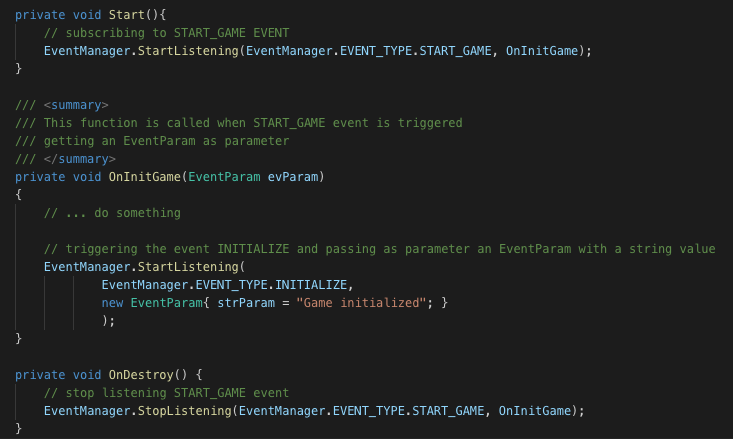 private void Start(){
// subscribing to START_GAME EVENT
EventManager.StartListening(EventManager.EVENT_TYPE.START_GAME, OnInitGame);
}
/// <summary>
/// This function is called when START_GAME event is triggered
/// getting an EventParam as parameter
/// </summary>
private void OnInitGame(EventParam evParam)
{
// ... do something
// triggering the event INITIALIZE and passing as parameter an EventParam with a string value
EventManager.StartListening(
EventManager.EVENT_TYPE.INITIALIZE,
new EventParam{ strParam = "Game initialized"; }
);
}
private void OnDestroy() {
// stop listening START_GAME event
EventManager.StopListening(EventManager.EVENT_TYPE.START_GAME, OnInitGame);
}